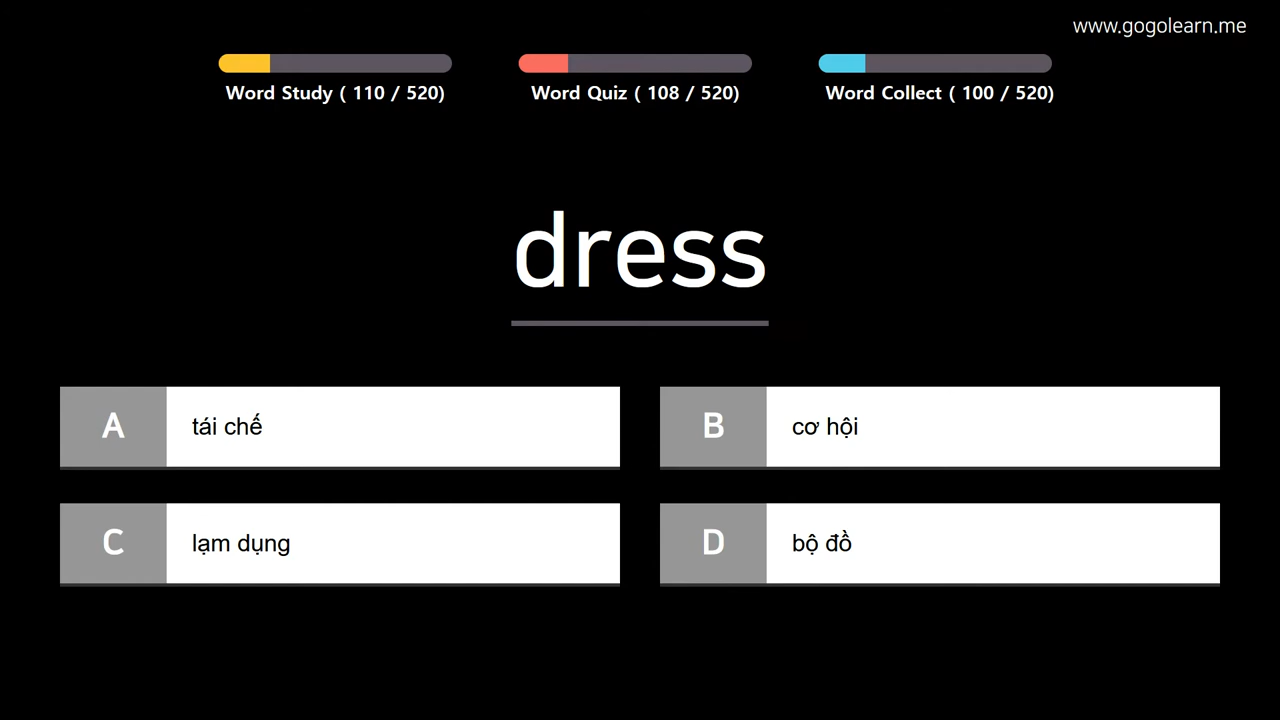 www.gogolearn.me
Word Study ( 110 / 520)
Word Quiz ( 108 / 520)
Word Collect ( 100 / 520)
dress
A tái chế
B cơ hội
C lạm dụng
D bộ đồ